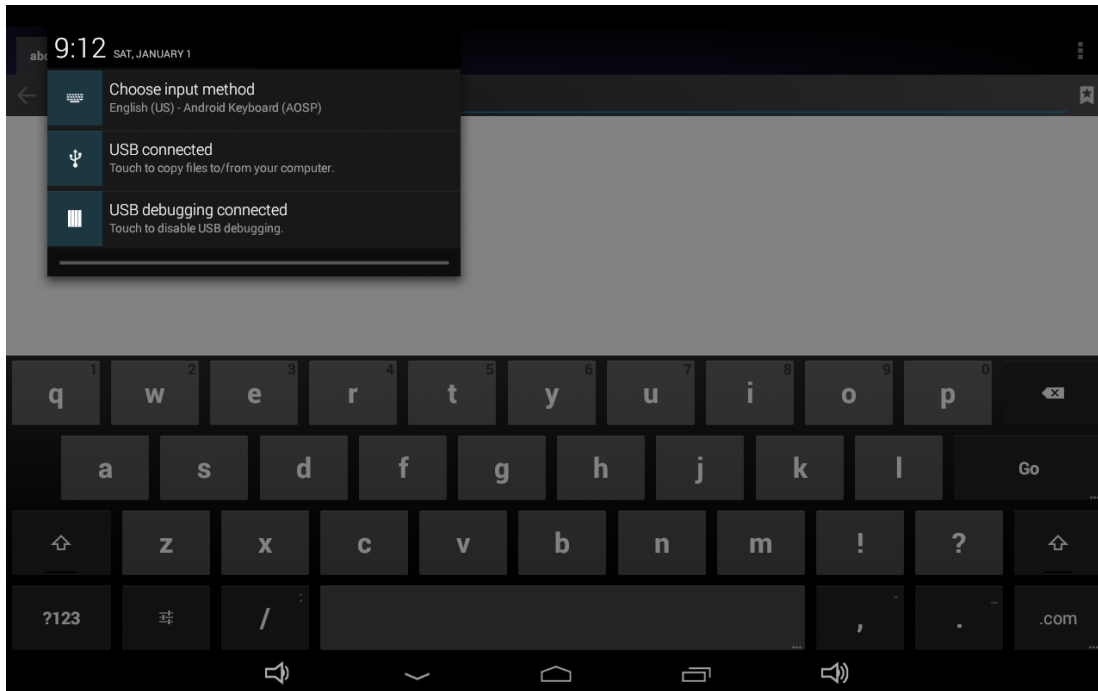 abo
9:12 SAT, JANUARY 1
Choose input method
English (US) - Android Keyboard (AOSP)
USB connected
Touch to copy files to/from your computer.
USB debugging connected
Touch to disable USB debugging.
1 2 3 4 5 6 7 8 9 0
q w e r t y u i o p
a s d f g h j k l Go
z x c v b n m ! ?
?123 / : , - . _ .com